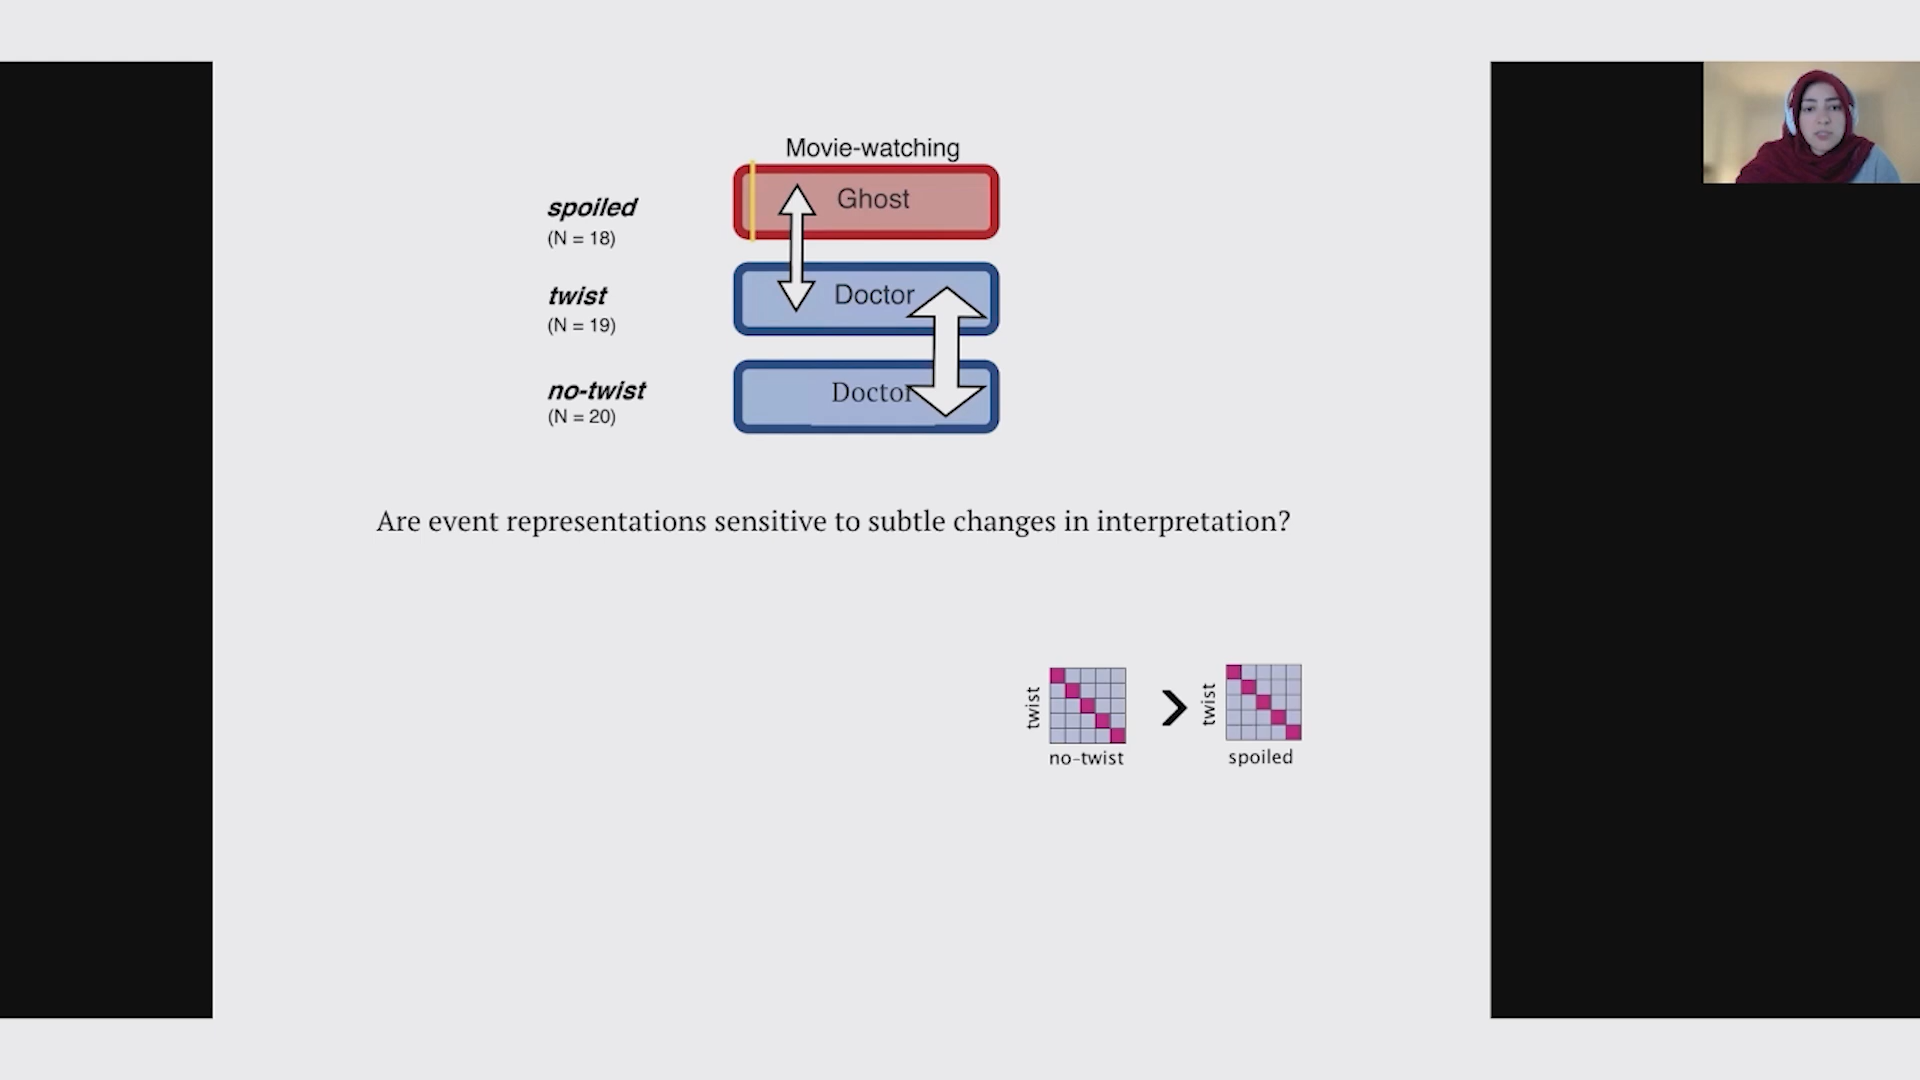 Movie-watching
spoiled
(N = 18)
Ghost
twist
(N = 19)
Doctor
no-twist
(N = 20)
Doctor
Are event representations sensitive to subtle changes in interpretation?
twist
no-twist
>
twist
spoiled